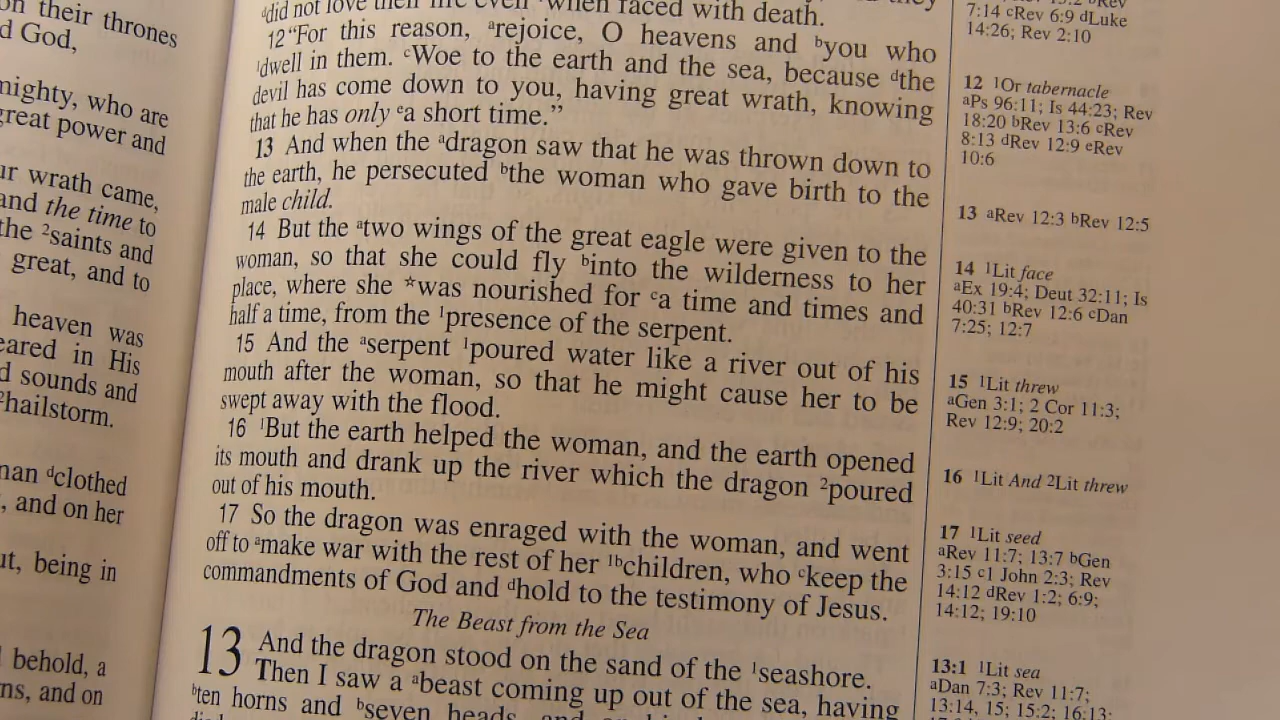 on their thrones
d God,
mighty, who are
great power and
ur wrath came,
and the time to
the ²saints and
great, and to
heaven was
eared in His
d sounds and
²hailstorm.
man ᵈclothed
, and on her
ut, being in
behold, a
ns, and on
ᵈdid not love their life even when faced with death.
12 "For this reason, ᵃrejoice, O heavens and ᵇyou who
¹dwell in them. ᶜWoe to the earth and the sea, because ᵈthe
devil has come down to you, having great wrath, knowing
that he has only ᵉa short time."
13 And when the ᵃdragon saw that he was thrown down to
the earth, he persecuted ᵇthe woman who gave birth to the
male child.
14 But the ᵃtwo wings of the great eagle were given to the
woman, so that she could fly ᵇinto the wilderness to her
place, where she *was nourished for ᶜa time and times and
half a time, from the ¹presence of the serpent.
15 And the ᵃserpent ¹poured water like a river out of his
mouth after the woman, so that he might cause her to be
swept away with the flood.
16 ¹But the earth helped the woman, and the earth opened
its mouth and drank up the river which the dragon ²poured
out of his mouth.
17 So the dragon was enraged with the woman, and went
off to ᵃmake war with the rest of her ¹ᵇchildren, who ᶜkeep the
commandments of God and ᵈhold to the testimony of Jesus.
The Beast from the Sea
13 And the dragon stood on the sand of the ¹seashore.
Then I saw a ᵃbeast coming up out of the sea, having
ᵇten horns and ᵇseven heads, and on
7:14 ᶜRev 6:9 ᵈLuke
14:26; Rev 2:10
12 ¹Or tabernacle
ᵃPs 96:11; Is 44:23; Rev
18:20 ᵇRev 13:6 ᶜRev
8:13 ᵈRev 12:9 ᵉRev
10:6
13 ᵃRev 12:3 ᵇRev 12:5
14 ¹Lit face
ᵃEx 19:4; Deut 32:11; Is
40:31 ᵇRev 12:6 ᶜDan
7:25; 12:7
15 ¹Lit threw
ᵃGen 3:1; 2 Cor 11:3;
Rev 12:9; 20:2
16 ¹Lit And ²Lit threw
17 ¹Lit seed
ᵃRev 11:7; 13:7 ᵇGen
3:15 ᶜ1 John 2:3; Rev
14:12 ᵈRev 1:2; 6:9;
14:12; 19:10
13:1 ¹Lit sea
ᵃDan 7:3; Rev 11:7;
13:14, 15; 15:2; 16:13;